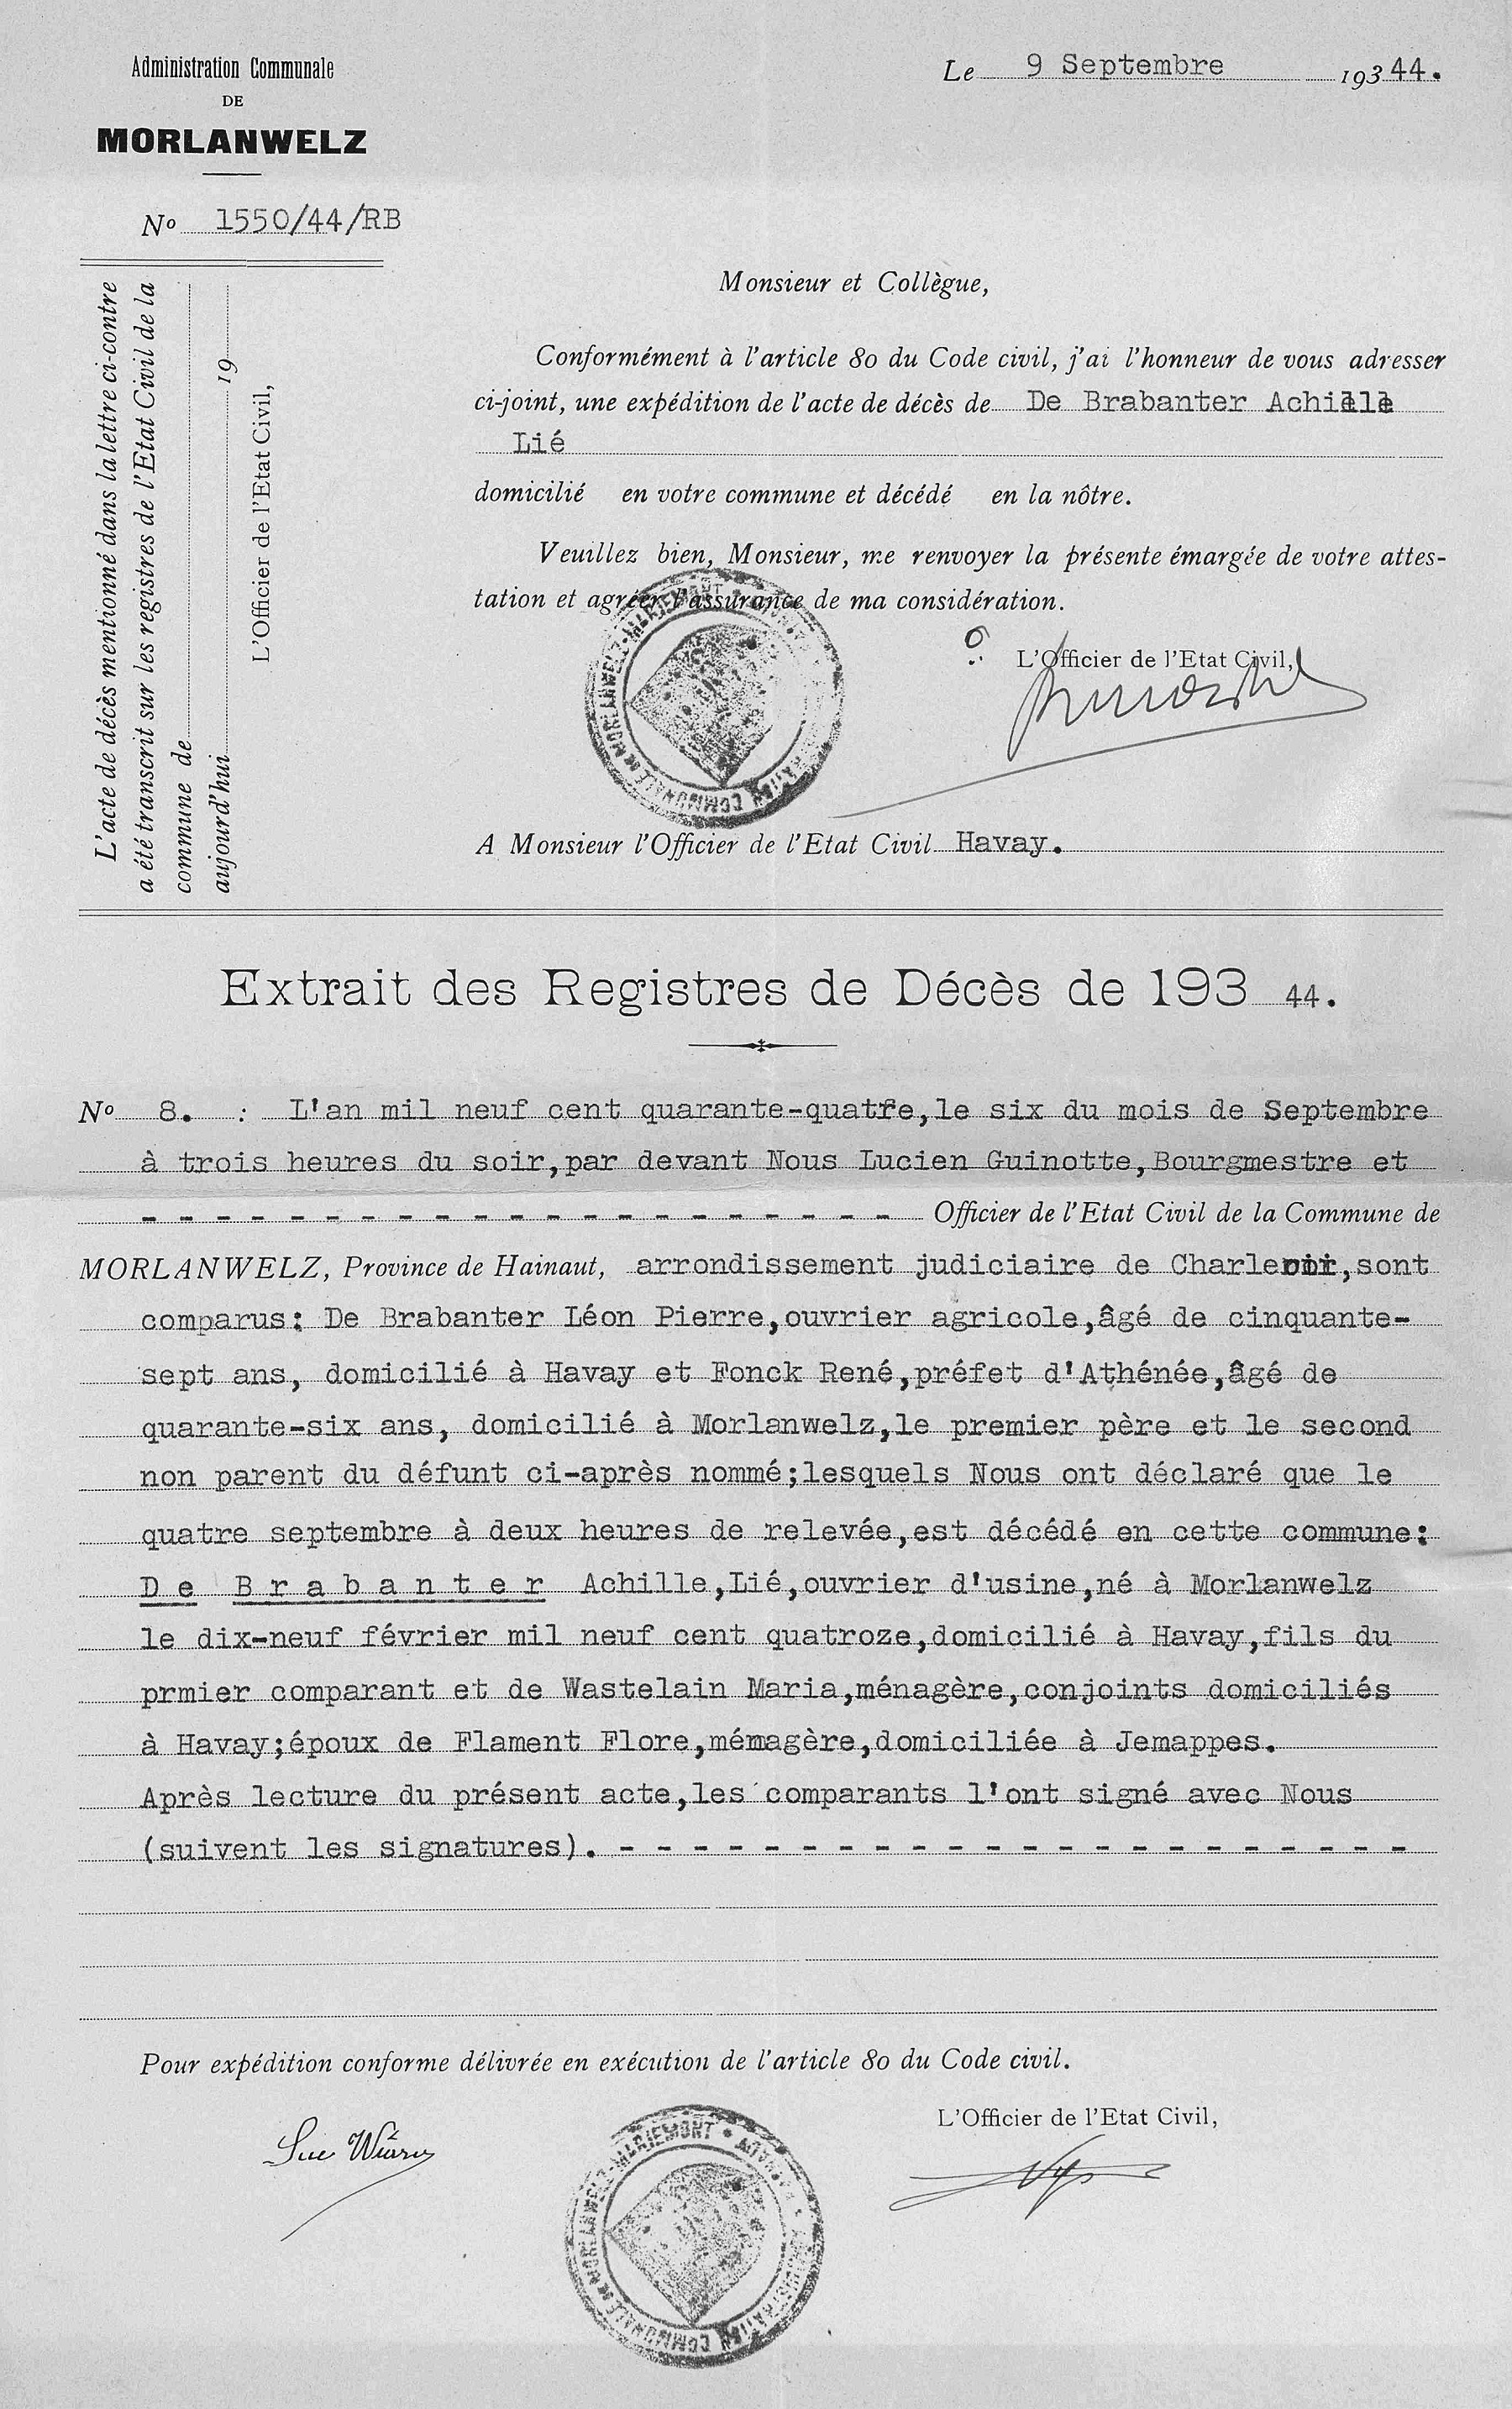 Administration Communale
DE
MORLANWELZ
Le 9 Septembre 193 44.
No 1550/44/RB
L'acte de décès mentionné dans la lettre ci-contre
a été transcrit sur les registres de l'Etat Civil de la
commune de
aujourd'hui 19
L'Officier de l'Etat Civil,
Monsieur et Collègue,
Conformément à l'article 80 du Code civil, j'ai l'honneur de vous adresser
ci-joint, une expédition de l'acte de décès de De Brabanter Achille
Lié
domicilié en votre commune et décédé en la nôtre.
Veuillez bien, Monsieur, me renvoyer la présente émargée de votre attes-
tation et agréer l'assurance de ma considération.
L'Officier de l'Etat Civil,
ADMINISTRATION COMMUNALE DE MORLANWELZ-MARIEMONT
A Monsieur l'Officier de l'Etat Civil Havay.
Extrait des Registres de Décès de 193 44.
No 8. : L'an mil neuf cent quarante-quatre,le six du mois de Septembre
à trois heures du soir,par devant Nous Lucien Guinotte,Bourgmestre et
- - - - - - - - - - - - - - - - - - - - - - Officier de l'Etat Civil de la Commune de
MORLANWELZ, Province de Hainaut, arrondissement judiciaire de Charleroi,sont
comparus: De Brabanter Léon Pierre,ouvrier agricole,âgé de cinquante-
sept ans, domicilié à Havay et Fonck René,préfet d'Athénée,âgé de
quarante-six ans, domicilié à Morlanwelz,le premier père et le second
non parent du défunt ci-après nommé;lesquels Nous ont déclaré que le
quatre septembre à deux heures de relevée,est décédé en cette commune:
De Brabanter Achille,Lié,ouvrier d'usine,né à Morlanwelz
le dix-neuf février mil neuf cent quatroze,domicilié à Havay,fils du
prmier comparant et de Wastelain Maria,ménagère,conjoints domiciliés
à Havay;époux de Flament Flore,mémagère,domiciliée à Jemappes.
Après lecture du présent acte,les comparants l'ont signé avec Nous
(suivent les signatures). - - - - - - - - - - - - - - - - - - - - - -
Pour expédition conforme délivrée en exécution de l'article 80 du Code civil.
L'Officier de l'Etat Civil,
ADMINISTRATION COMMUNALE DE MORLANWELZ-MARIEMONT